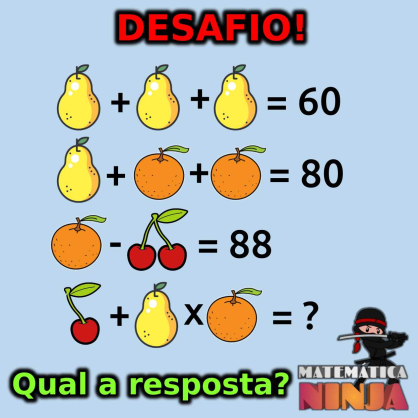 DESAFIO!
+ + = 60
+ + = 80
- = 88
+ x = ?
Qual a resposta?
MATEMÁTICA
NINJA